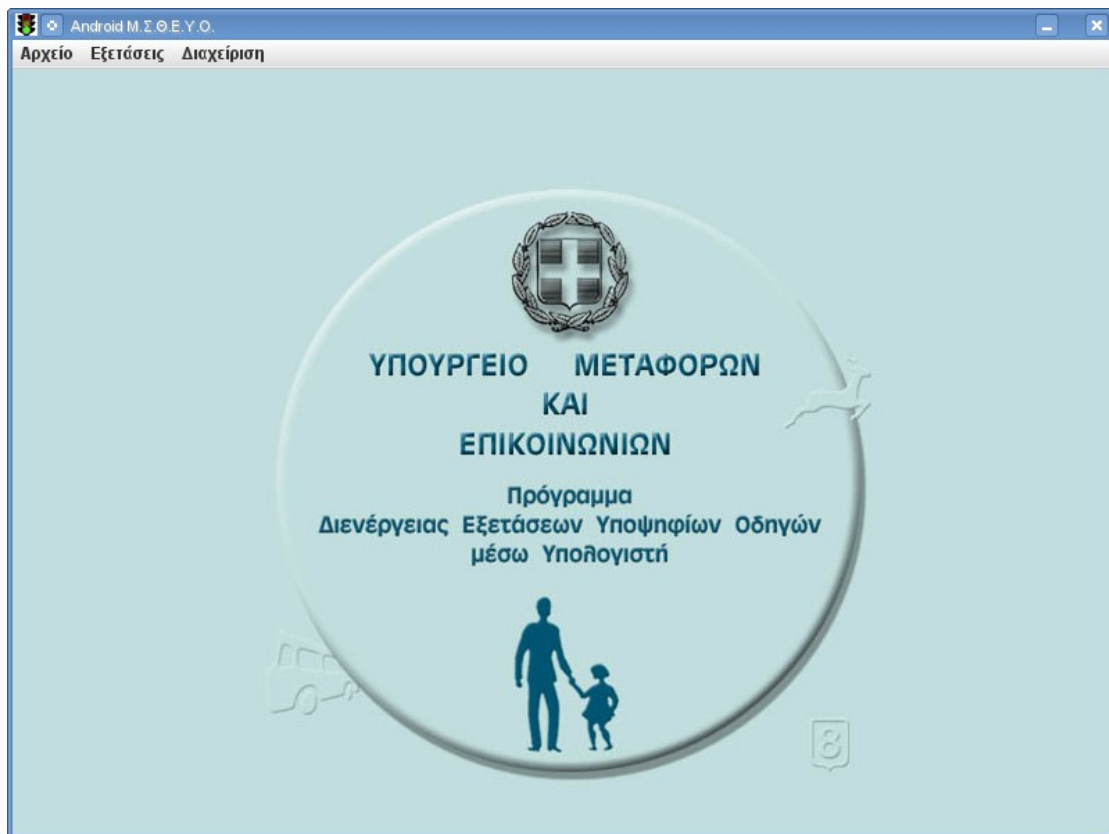 Android Μ.Σ.Θ.Ε.Υ.Ο.
Αρχείο Εξετάσεις Διαχείριση
ΥΠΟΥΡΓΕΙΟ ΜΕΤΑΦΟΡΩΝ
ΚΑΙ
ΕΠΙΚΟΙΝΩΝΙΩΝ
Πρόγραμμα
Διενέργειας Εξετάσεων Υποψηφίων Οδηγών
μέσω Υπολογιστή
8